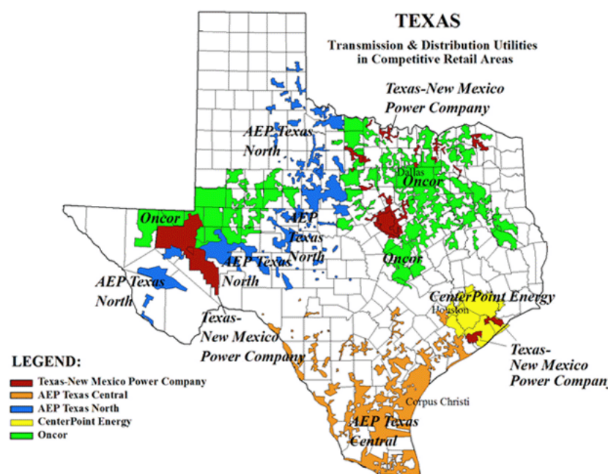 TEXAS
Transmission & Distribution Utilities
in Competitive Retail Areas
Texas-New Mexico
Power Company
AEP Texas
North
Dallas
Oncor
Oncor
AEP
Texas
North
AEP Texas
North
AEP Texas
North
Oncor
CenterPoint Energy
Houston
Texas-
New Mexico
Power Company
Texas-
New Mexico
Power Company
Corpus Christi
AEP Texas
Central
LEGEND:
Texas-New Mexico Power Company
AEP Texas Central
AEP Texas North
CenterPoint Energy
Oncor